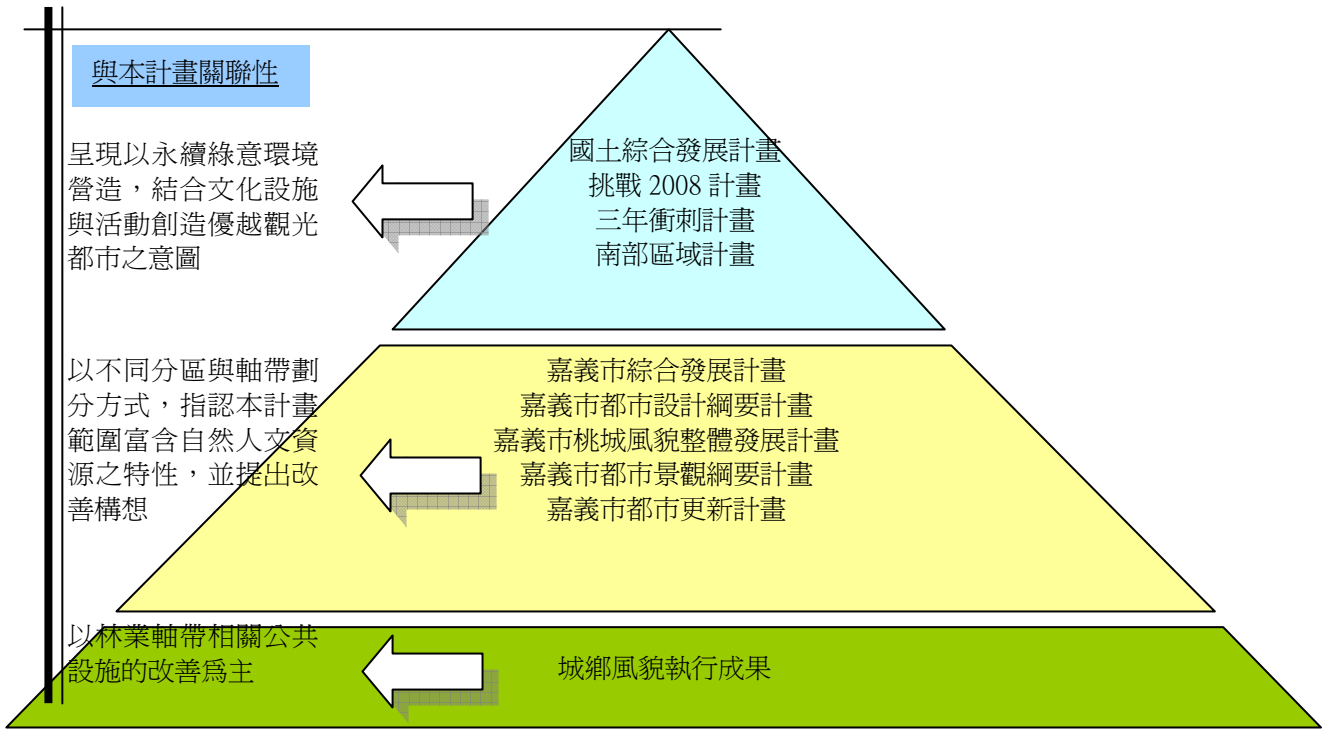 與本計畫關聯性
呈現以永續綠意環境
營造，結合文化設施
與活動創造優越觀光
都市之意圖
國土綜合發展計畫
挑戰 2008 計畫
三年衝刺計畫
南部區域計畫
以不同分區與軸帶劃
分方式，指認本計畫
範圍富含自然人文資
源之特性，並提出改
善構想
嘉義市綜合發展計畫
嘉義市都市設計綱要計畫
嘉義市桃城風貌整體發展計畫
嘉義市都市景觀綱要計畫
嘉義市都市更新計畫
以林業軸帶相關公共
設施的改善為主
城鄉風貌執行成果